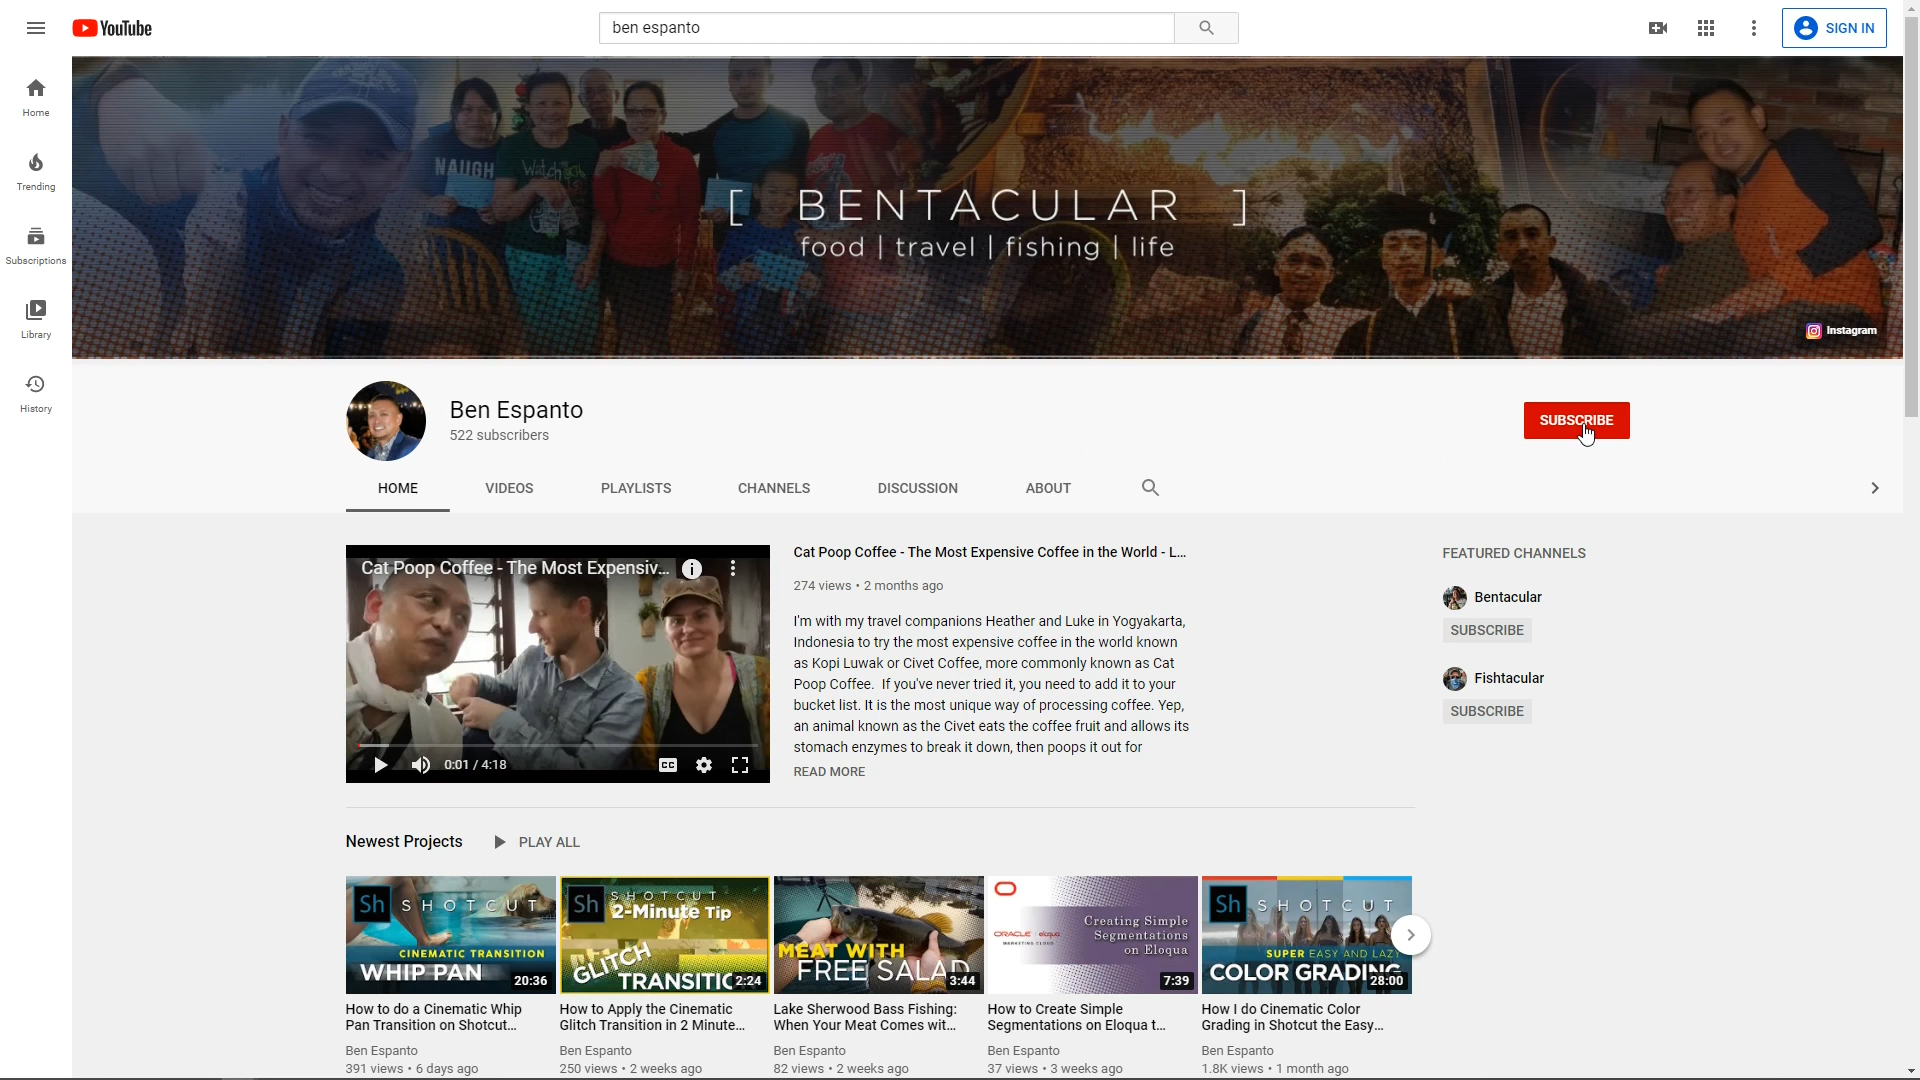 YouTube
ben espanto
SIGN IN
Home
Trending
Subscriptions
Library
History
NAUGH
[ BENTACULAR ]
food | travel | fishing | life
Instagram
Ben Espanto
522 subscribers
SUBSCRIBE
HOME VIDEOS PLAYLISTS CHANNELS DISCUSSION ABOUT
Cat Poop Coffee - The Most Expensiv...
0:01 / 4:18
CC
Cat Poop Coffee - The Most Expensive Coffee in the World - L...
274 views • 2 months ago
I'm with my travel companions Heather and Luke in Yogyakarta,
Indonesia to try the most expensive coffee in the world known
as Kopi Luwak or Civet Coffee, more commonly known as Cat
Poop Coffee.  If you've never tried it, you need to add it to your
bucket list. It is the most unique way of processing coffee. Yep,
an animal known as the Civet eats the coffee fruit and allows its
stomach enzymes to break it down, then poops it out for
READ MORE
FEATURED CHANNELS
Bentacular
SUBSCRIBE
Fishtacular
SUBSCRIBE
Newest Projects
PLAY ALL
Sh SHOTCUT
CINEMATIC TRANSITION
WHIP PAN
20:36
How to do a Cinematic Whip
Pan Transition on Shotcut...
Ben Espanto
391 views • 6 days ago
Sh SHOTCUT
2-Minute Tip
GLITCH
TRANSITIO
2:24
How to Apply the Cinematic
Glitch Transition in 2 Minute...
Ben Espanto
250 views • 2 weeks ago
MEAT WITH
FREE SALAD
3:44
Lake Sherwood Bass Fishing:
When Your Meat Comes wit...
Ben Espanto
82 views • 2 weeks ago
ORACLE eloqua
MARKETING CLOUD
Creating Simple
Segmentations
on Eloqua
7:39
How to Create Simple
Segmentations on Eloqua t...
Ben Espanto
37 views • 3 weeks ago
Sh SHOTCUT
SUPER EASY AND LAZY
COLOR GRADING
28:00
How I do Cinematic Color
Grading in Shotcut the Easy...
Ben Espanto
1.8K views • 1 month ago